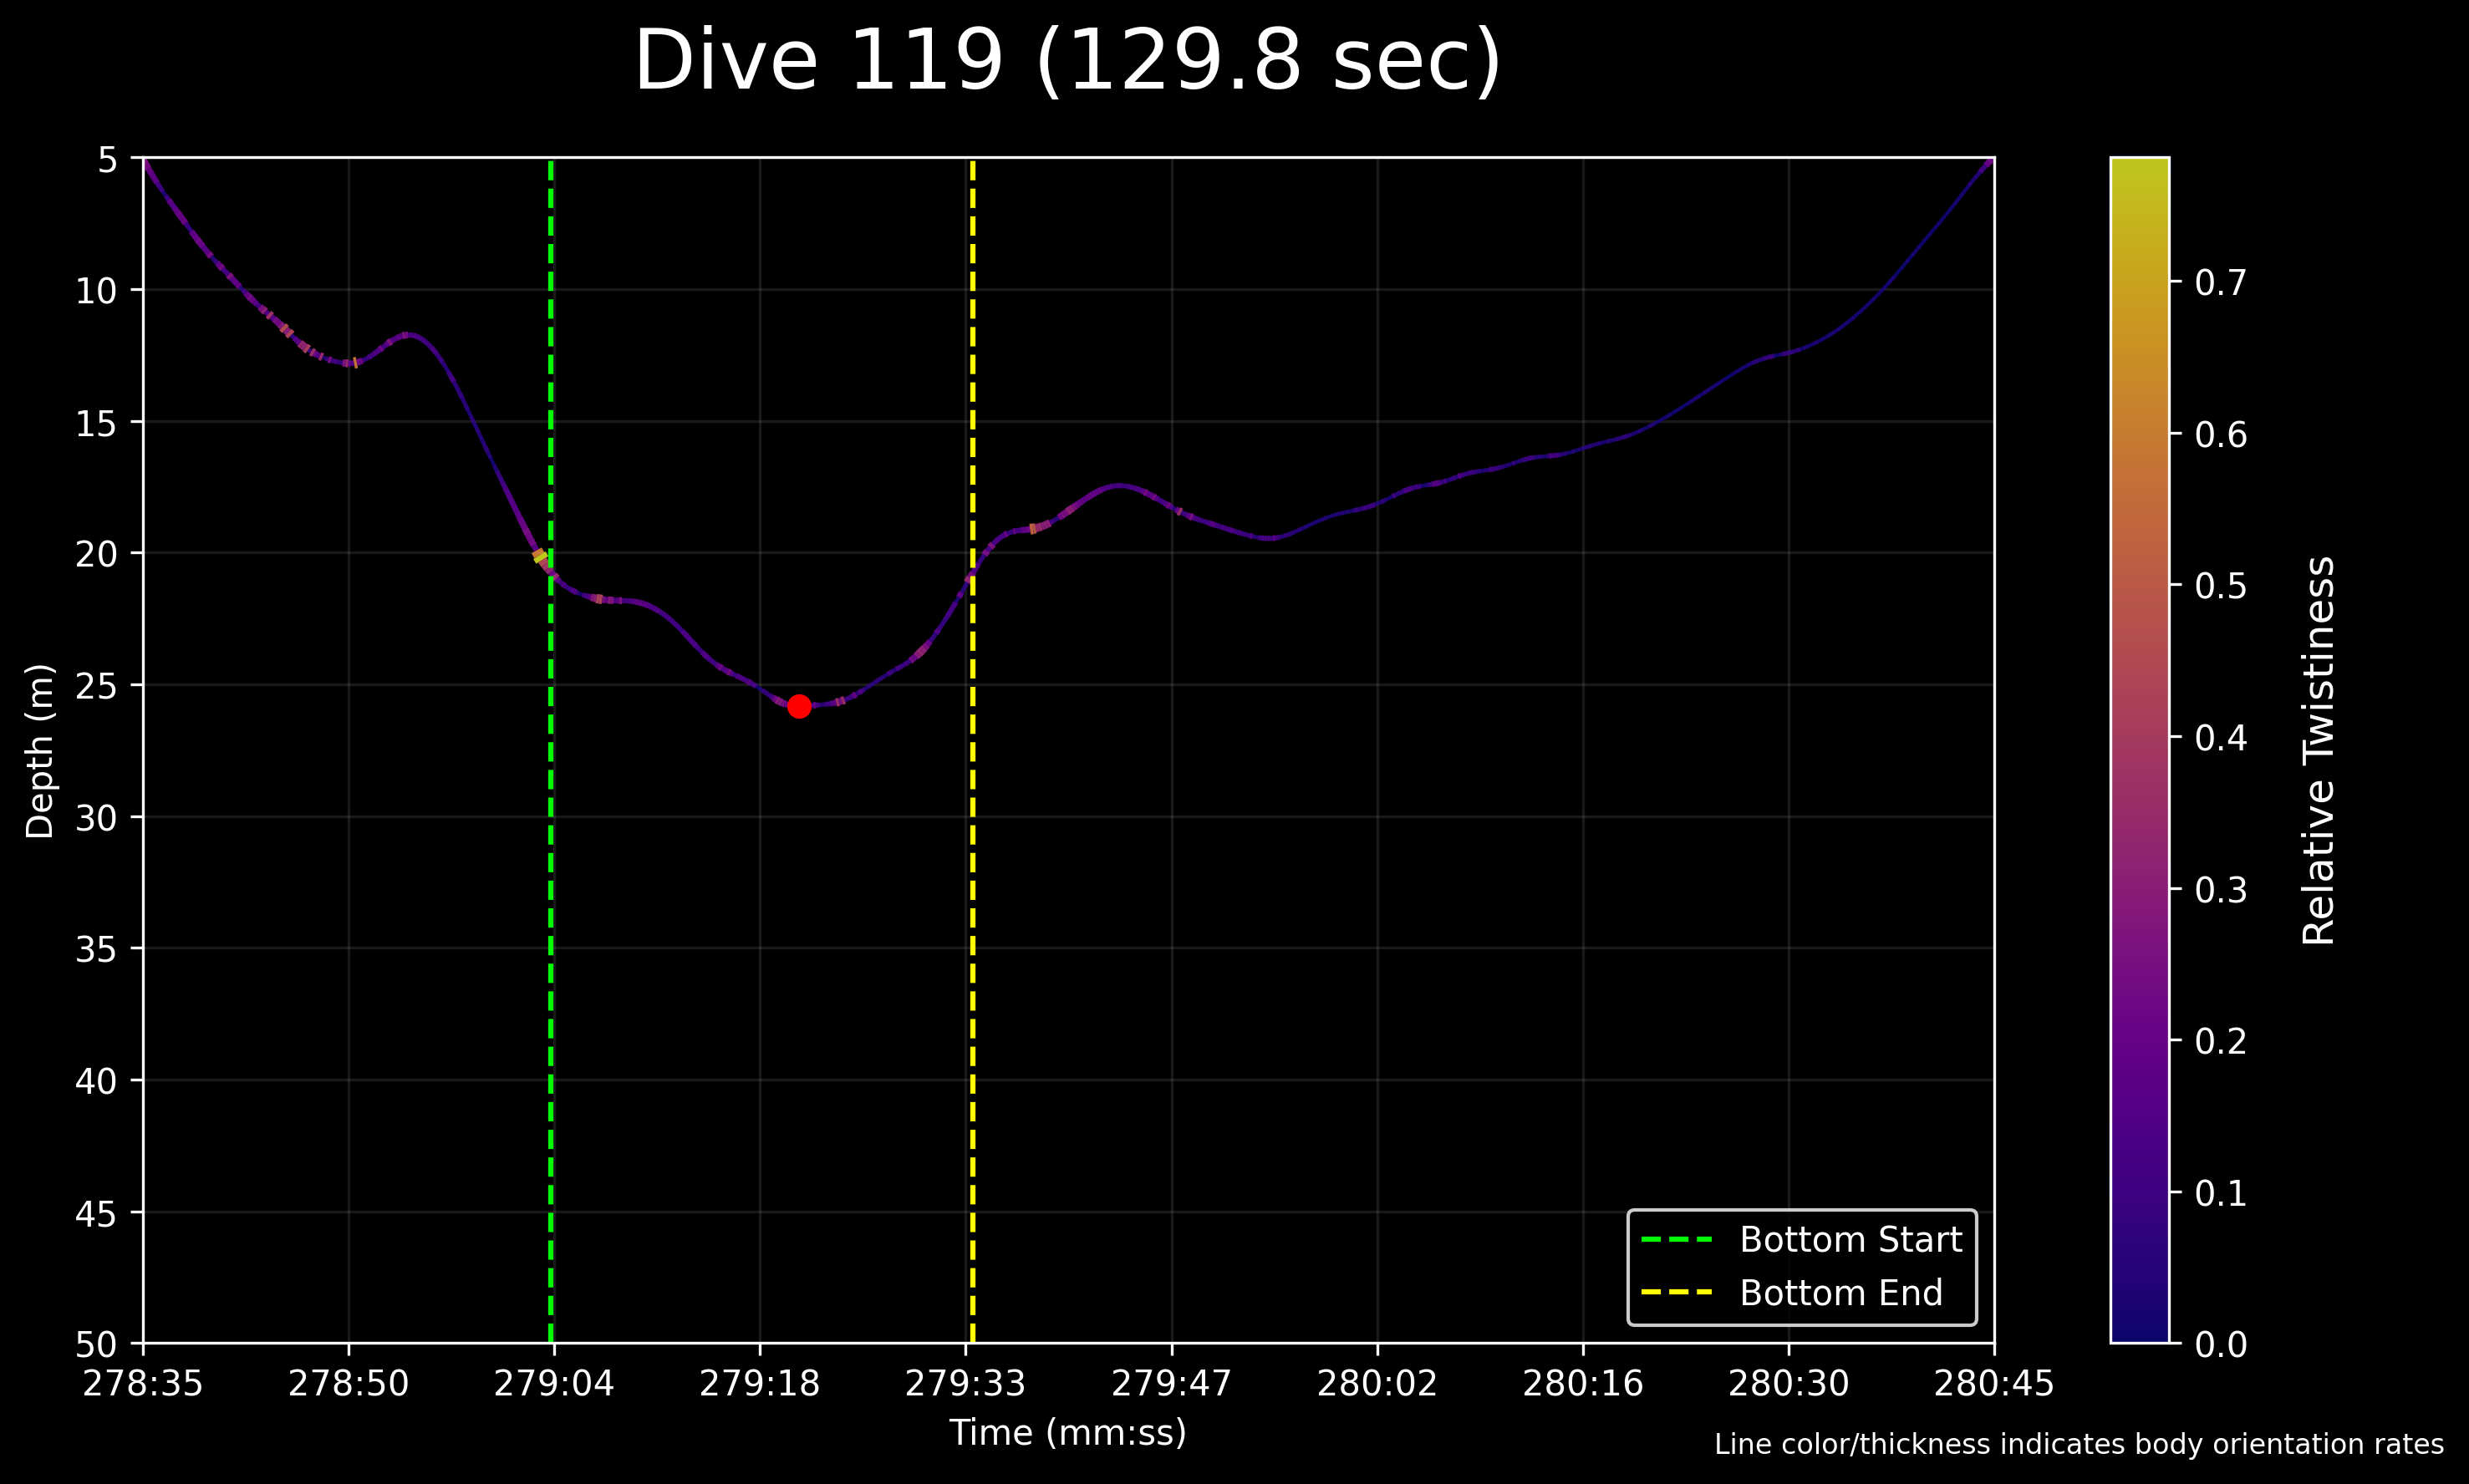 Dive 119 (129.8 sec)
5
10
15
20
25
30
35
40
45
50
Depth (m)
278:35 278:50 279:04 279:18 279:33 279:47 280:02 280:16 280:30 280:45
Time (mm:ss)
Bottom Start
Bottom End
0.7
0.6
0.5
0.4
0.3
0.2
0.1
0.0
Relative Twistiness
Line color/thickness indicates body orientation rates